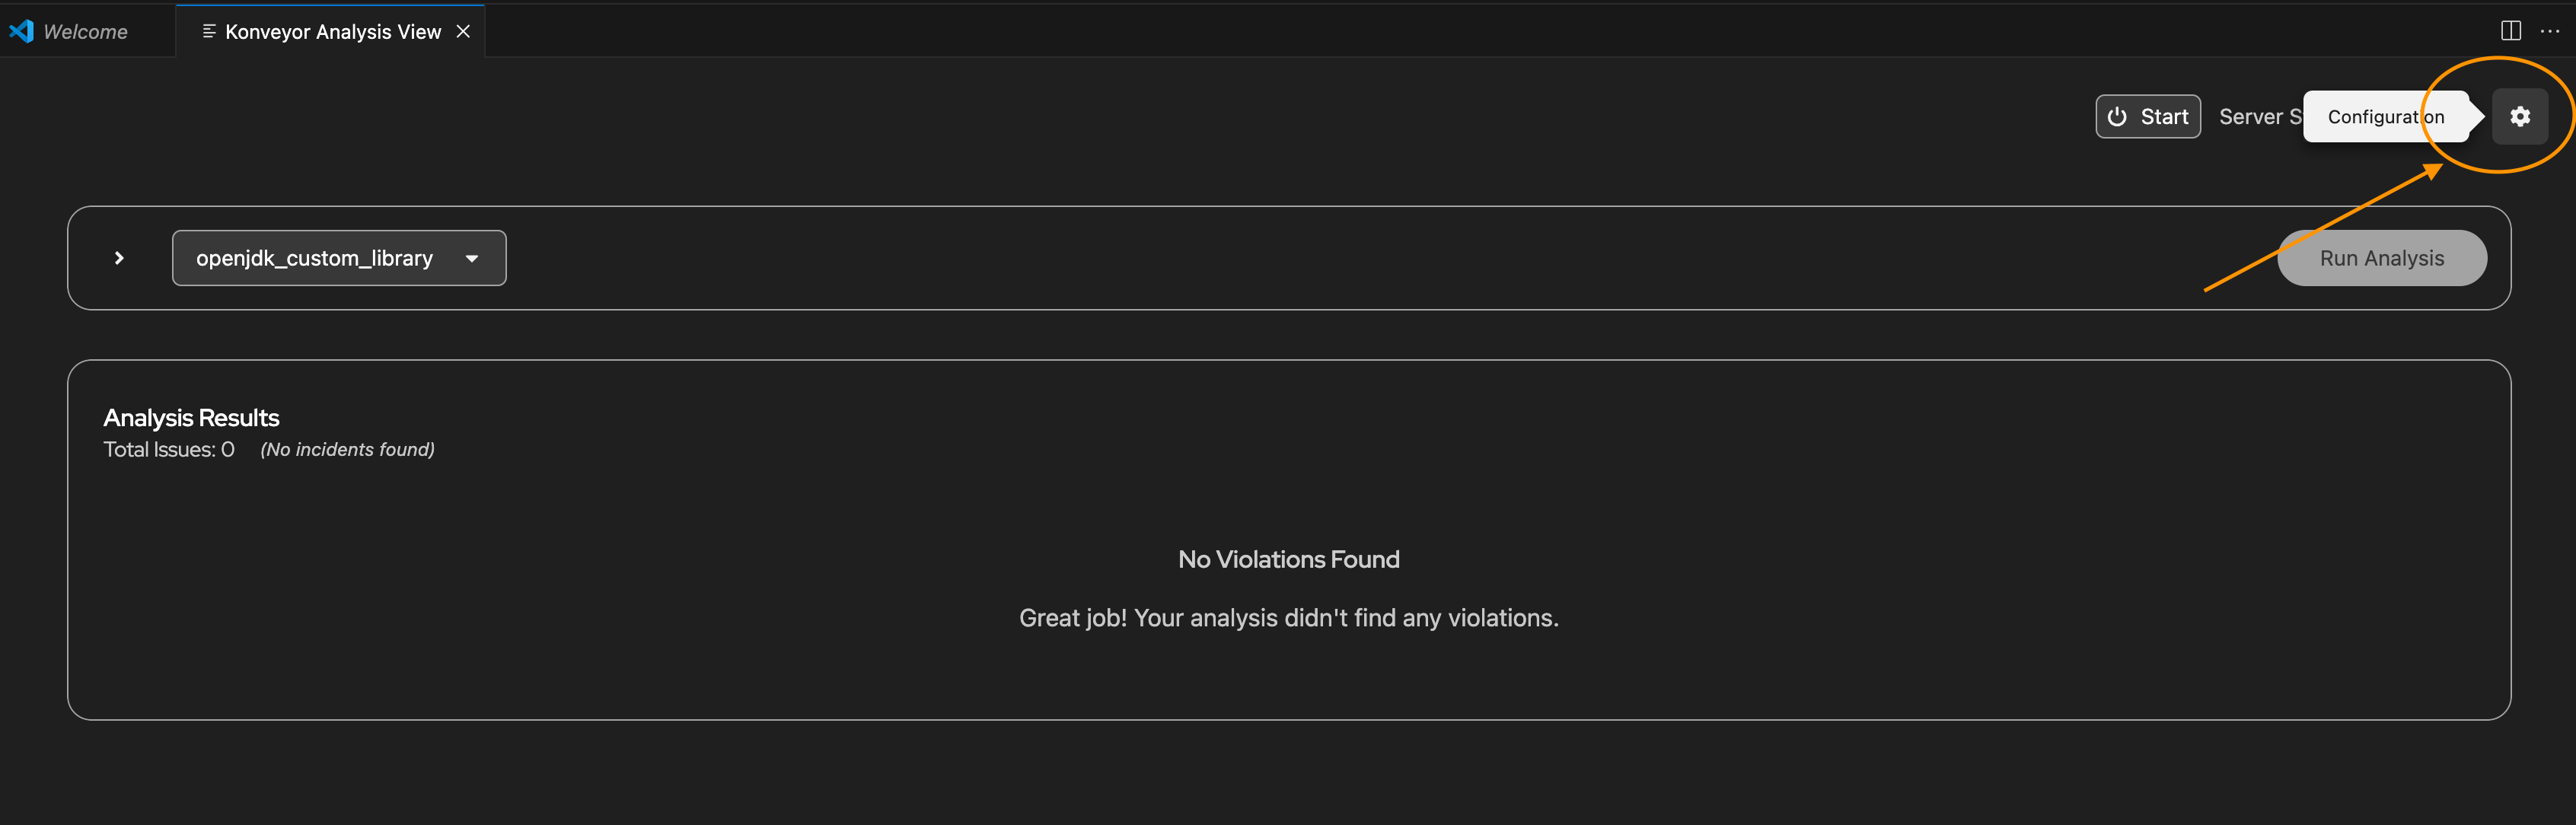 Welcome
Konveyor Analysis View
Start
Server S
Configuration
openjdk_custom_library
Run Analysis
Analysis Results
Total Issues: 0 (No incidents found)
No Violations Found
Great job! Your analysis didn't find any violations.